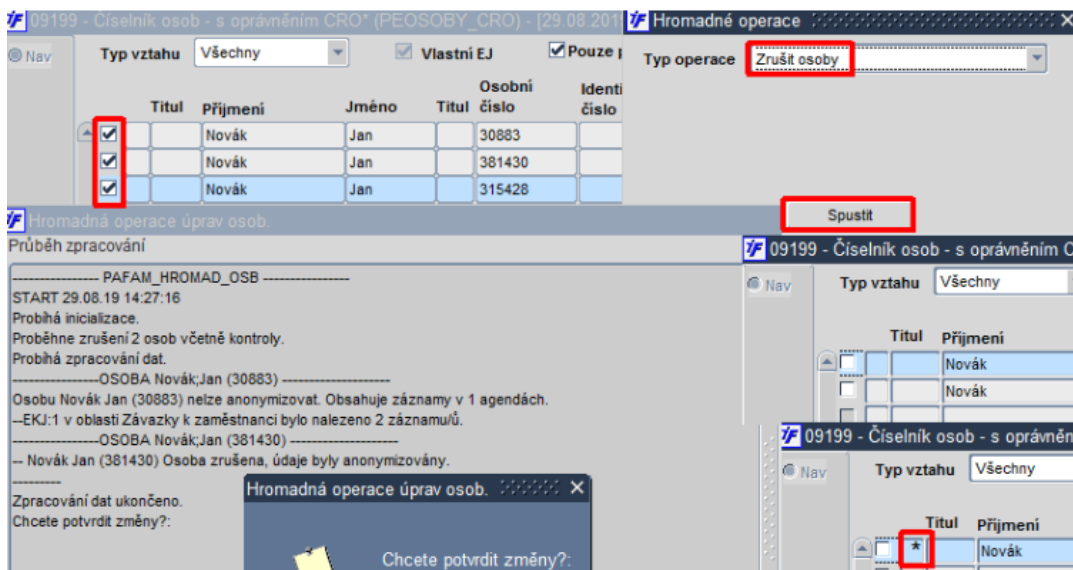 09199 - Číselník osob - s oprávněním CRO* (PEOSOBY_CRO) - [29.08.201
Nav
Typ vztahu Všechny Vlastní EJ Pouze p
Titul Příjmení Jméno Titul Osobní číslo Identi číslo
Novák Jan 30883
Novák Jan 381430
Novák Jan 315428
Hromadné operace
Typ operace Zrušit osoby
Spustit
Hromadná operace úprav osob.
Průběh zpracování
----------------- PAFAM_HROMAD_OSB -----------------
START 29.08.19 14:27:16
Probíhá inicializace.
Proběhne zrušení 2 osob včetně kontroly.
Probíhá zpracování dat.
-----------------OSOBA Novák;Jan (30883) ---------------------
Osobu Novák Jan (30883) nelze anonymizovat. Obsahuje záznamy v 1 agendách.
--EKJ:1 v oblasti Závazky k zaměstnanci bylo nalezeno 2 záznamu/ů.
-----------------OSOBA Novák;Jan (381430) ---------------------
-- Novák Jan (381430) Osoba zrušena, údaje byly anonymizovány.
---------
Zpracování dat ukončeno.
Chcete potvrdit změny?:
Hromadná operace úprav osob.
Chcete potvrdit změny?:
09199 - Číselník osob - s oprávněním C
Nav
Typ vztahu Všechny
Titul Příjmení
Novák
Novák
09199 - Číselník osob - s oprávněn
Nav
Typ vztahu Všechny
Titul Příjmení
* Novák